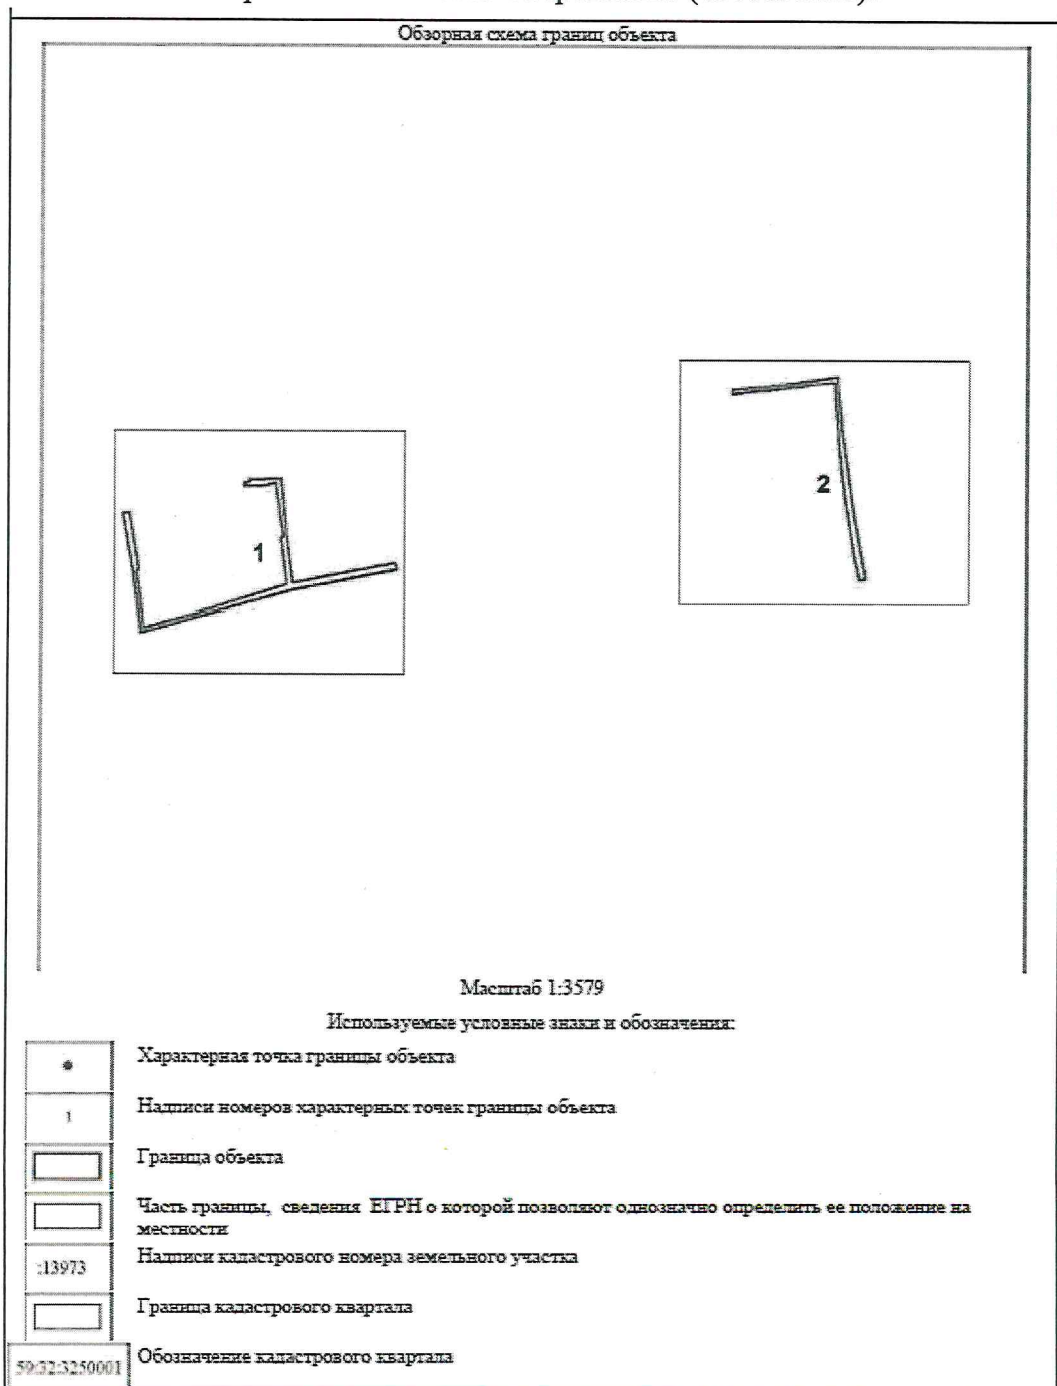 Обзорная схема границ объекта
1
2
Масштаб 1:3579
Используемые условные знаки и обозначения:
Характерная точка границы объекта
1
Надписи номеров характерных точек границы объекта
Граница объекта
Часть границы, сведения ЕГРН о которой позволяют однозначно определить ее положение на
местности
:13973
Надписи кадастрового номера земельного участка
Граница кадастрового квартала
59:32:3250001
Обозначение кадастрового квартала